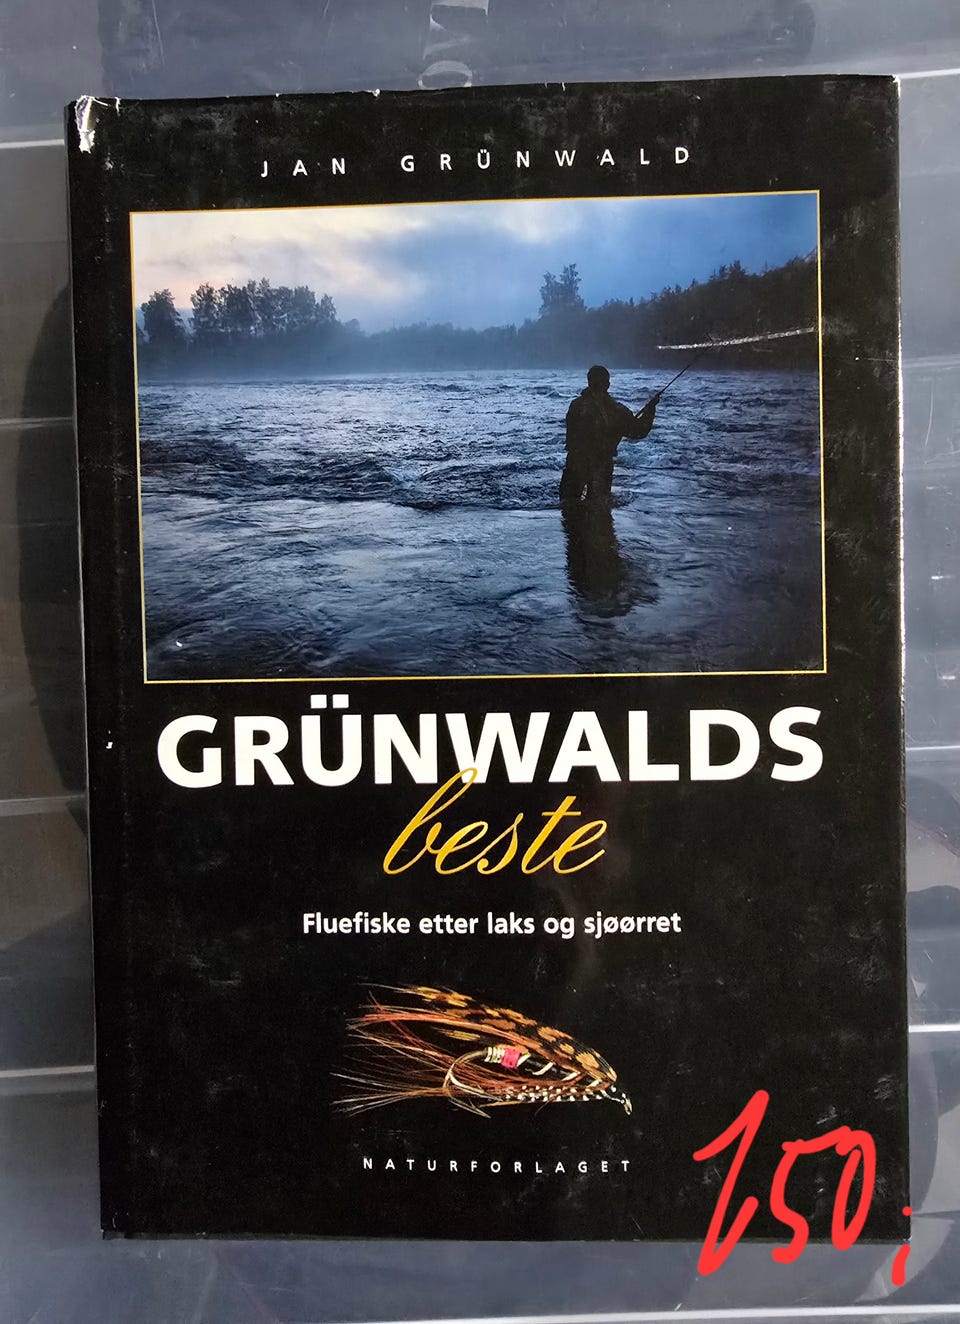 JAN GRÜNWALD
GRÜNWALDS
beste
Fluefiske etter laks og sjøørret
NATURFORLAGET
150,